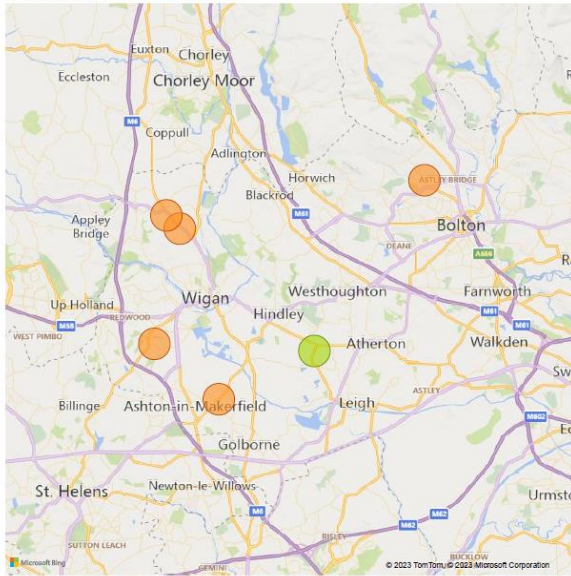 Euxton
Chorley
Eccleston
Chorley Moor
M6
Coppull
Adlington
Horwich
ASTLEY BRIDGE
Blackrod
M61
Appley
Bridge
Bolton
DEANE
Westhoughton
Farnworth
Up Holland
REDWOOD
Wigan
Hindley
M61
M58
M61
WEST PIMBO
Atherton
Walkden
ASTLEY
Billinge
Ashton-in-Makerfield
Leigh
M602
Golborne
St. Helens
Newton-le-Willows
M6
M62
M62
SUTTON LEACH
RISLEY
BUCKLOW
GEMINI
Microsoft Bing
© 2023 TomTom, © 2023 Microsoft Corporation